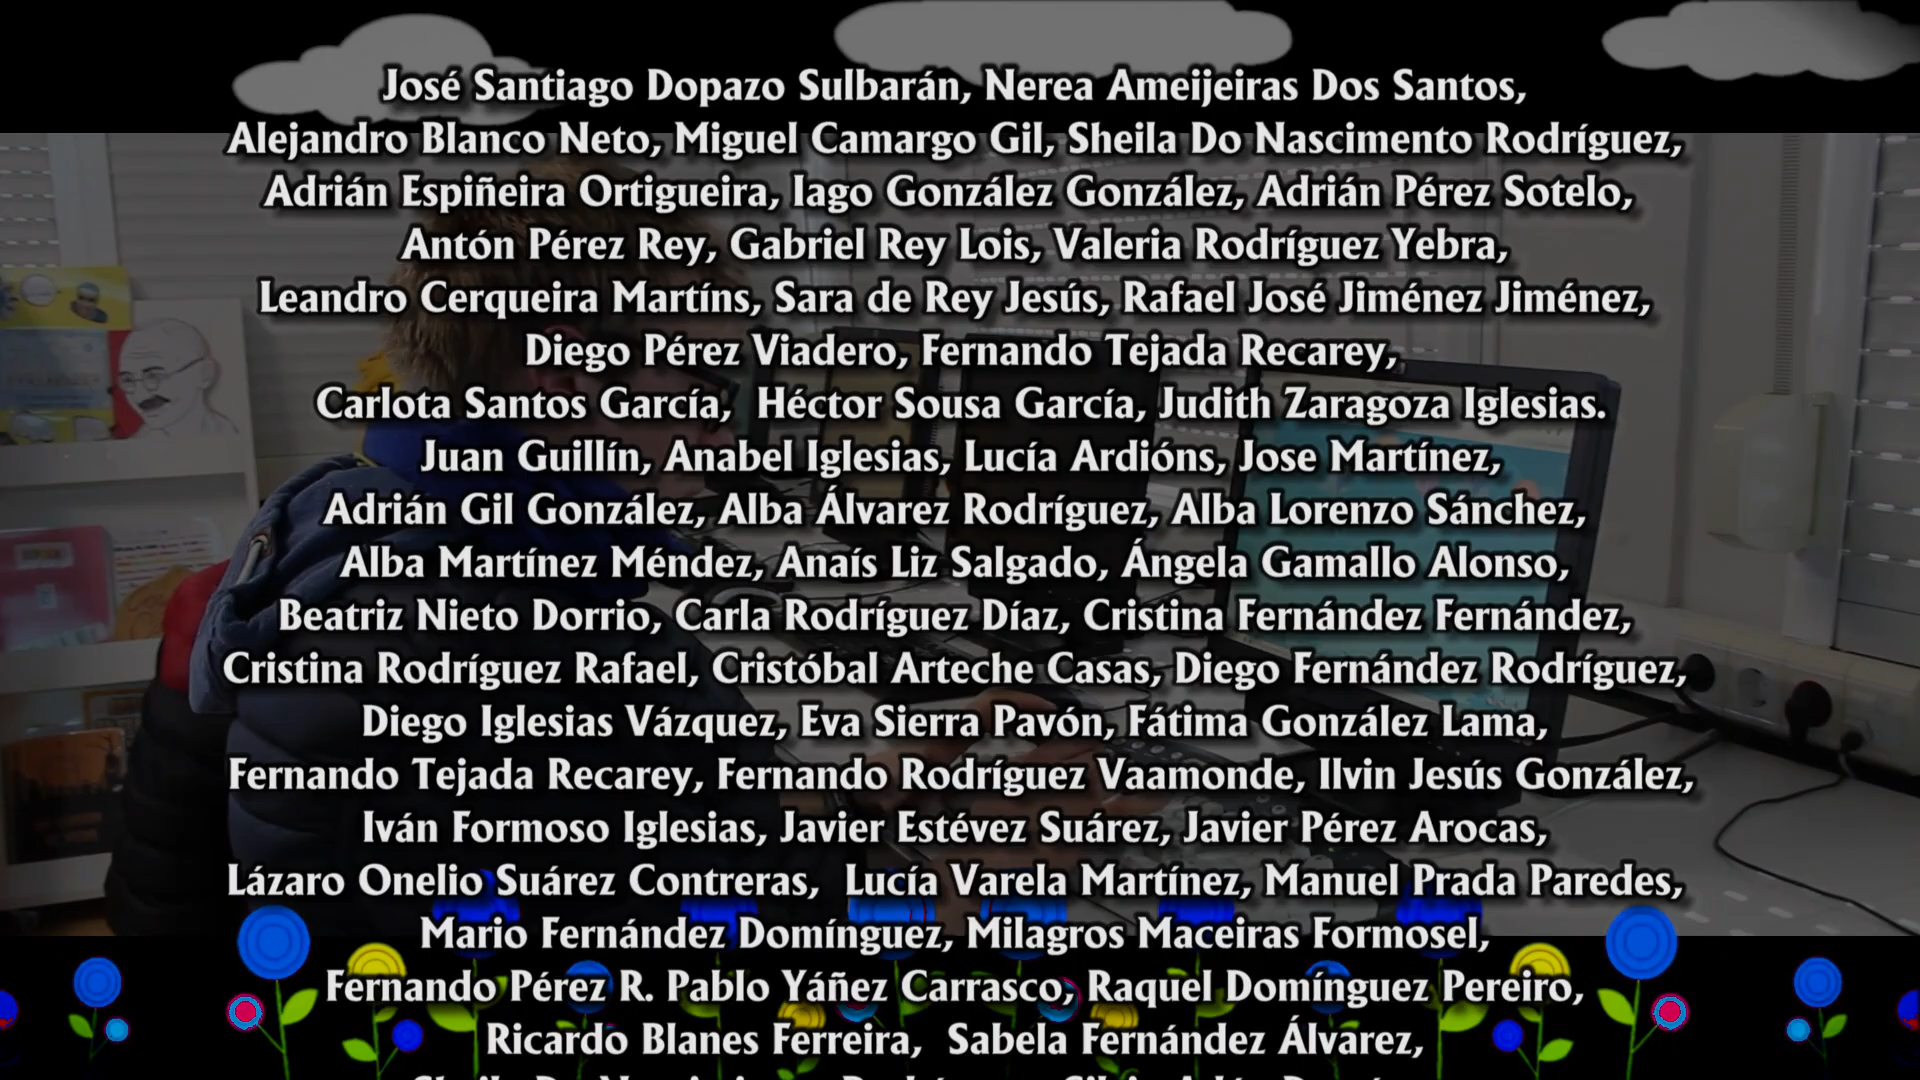 José Santiago Dopazo Sulbarán, Nerea Ameijeiras Dos Santos,
Alejandro Blanco Neto, Miguel Camargo Gil, Sheila Do Nascimento Rodríguez,
Adrián Espiñeira Ortigueira, Iago González González, Adrián Pérez Sotelo,
Antón Pérez Rey, Gabriel Rey Lois, Valeria Rodríguez Yebra,
Leandro Cerqueira Martíns, Sara de Rey Jesús, Rafael José Jiménez Jiménez,
Diego Pérez Viadero, Fernando Tejada Recarey,
Carlota Santos García,  Héctor Sousa García, Judith Zaragoza Iglesias.
Juan Guillín, Anabel Iglesias, Lucía Ardións, Jose Martínez,
Adrián Gil González, Alba Álvarez Rodríguez, Alba Lorenzo Sánchez,
Alba Martínez Méndez, Anaís Liz Salgado, Ángela Gamallo Alonso,
Beatriz Nieto Dorrio, Carla Rodríguez Díaz, Cristina Fernández Fernández,
Cristina Rodríguez Rafael, Cristóbal Arteche Casas, Diego Fernández Rodríguez,
Diego Iglesias Vázquez, Eva Sierra Pavón, Fátima González Lama,
Fernando Tejada Recarey, Fernando Rodríguez Vaamonde, Ilvin Jesús González,
Iván Formoso Iglesias, Javier Estévez Suárez, Javier Pérez Arocas,
Lázaro Onelio Suárez Contreras,  Lucía Varela Martínez, Manuel Prada Paredes,
Mario Fernández Domínguez, Milagros Maceiras Formosel,
Fernando Pérez R. Pablo Yáñez Carrasco, Raquel Domínguez Pereiro,
Ricardo Blanes Ferreira,  Sabela Fernández Álvarez,